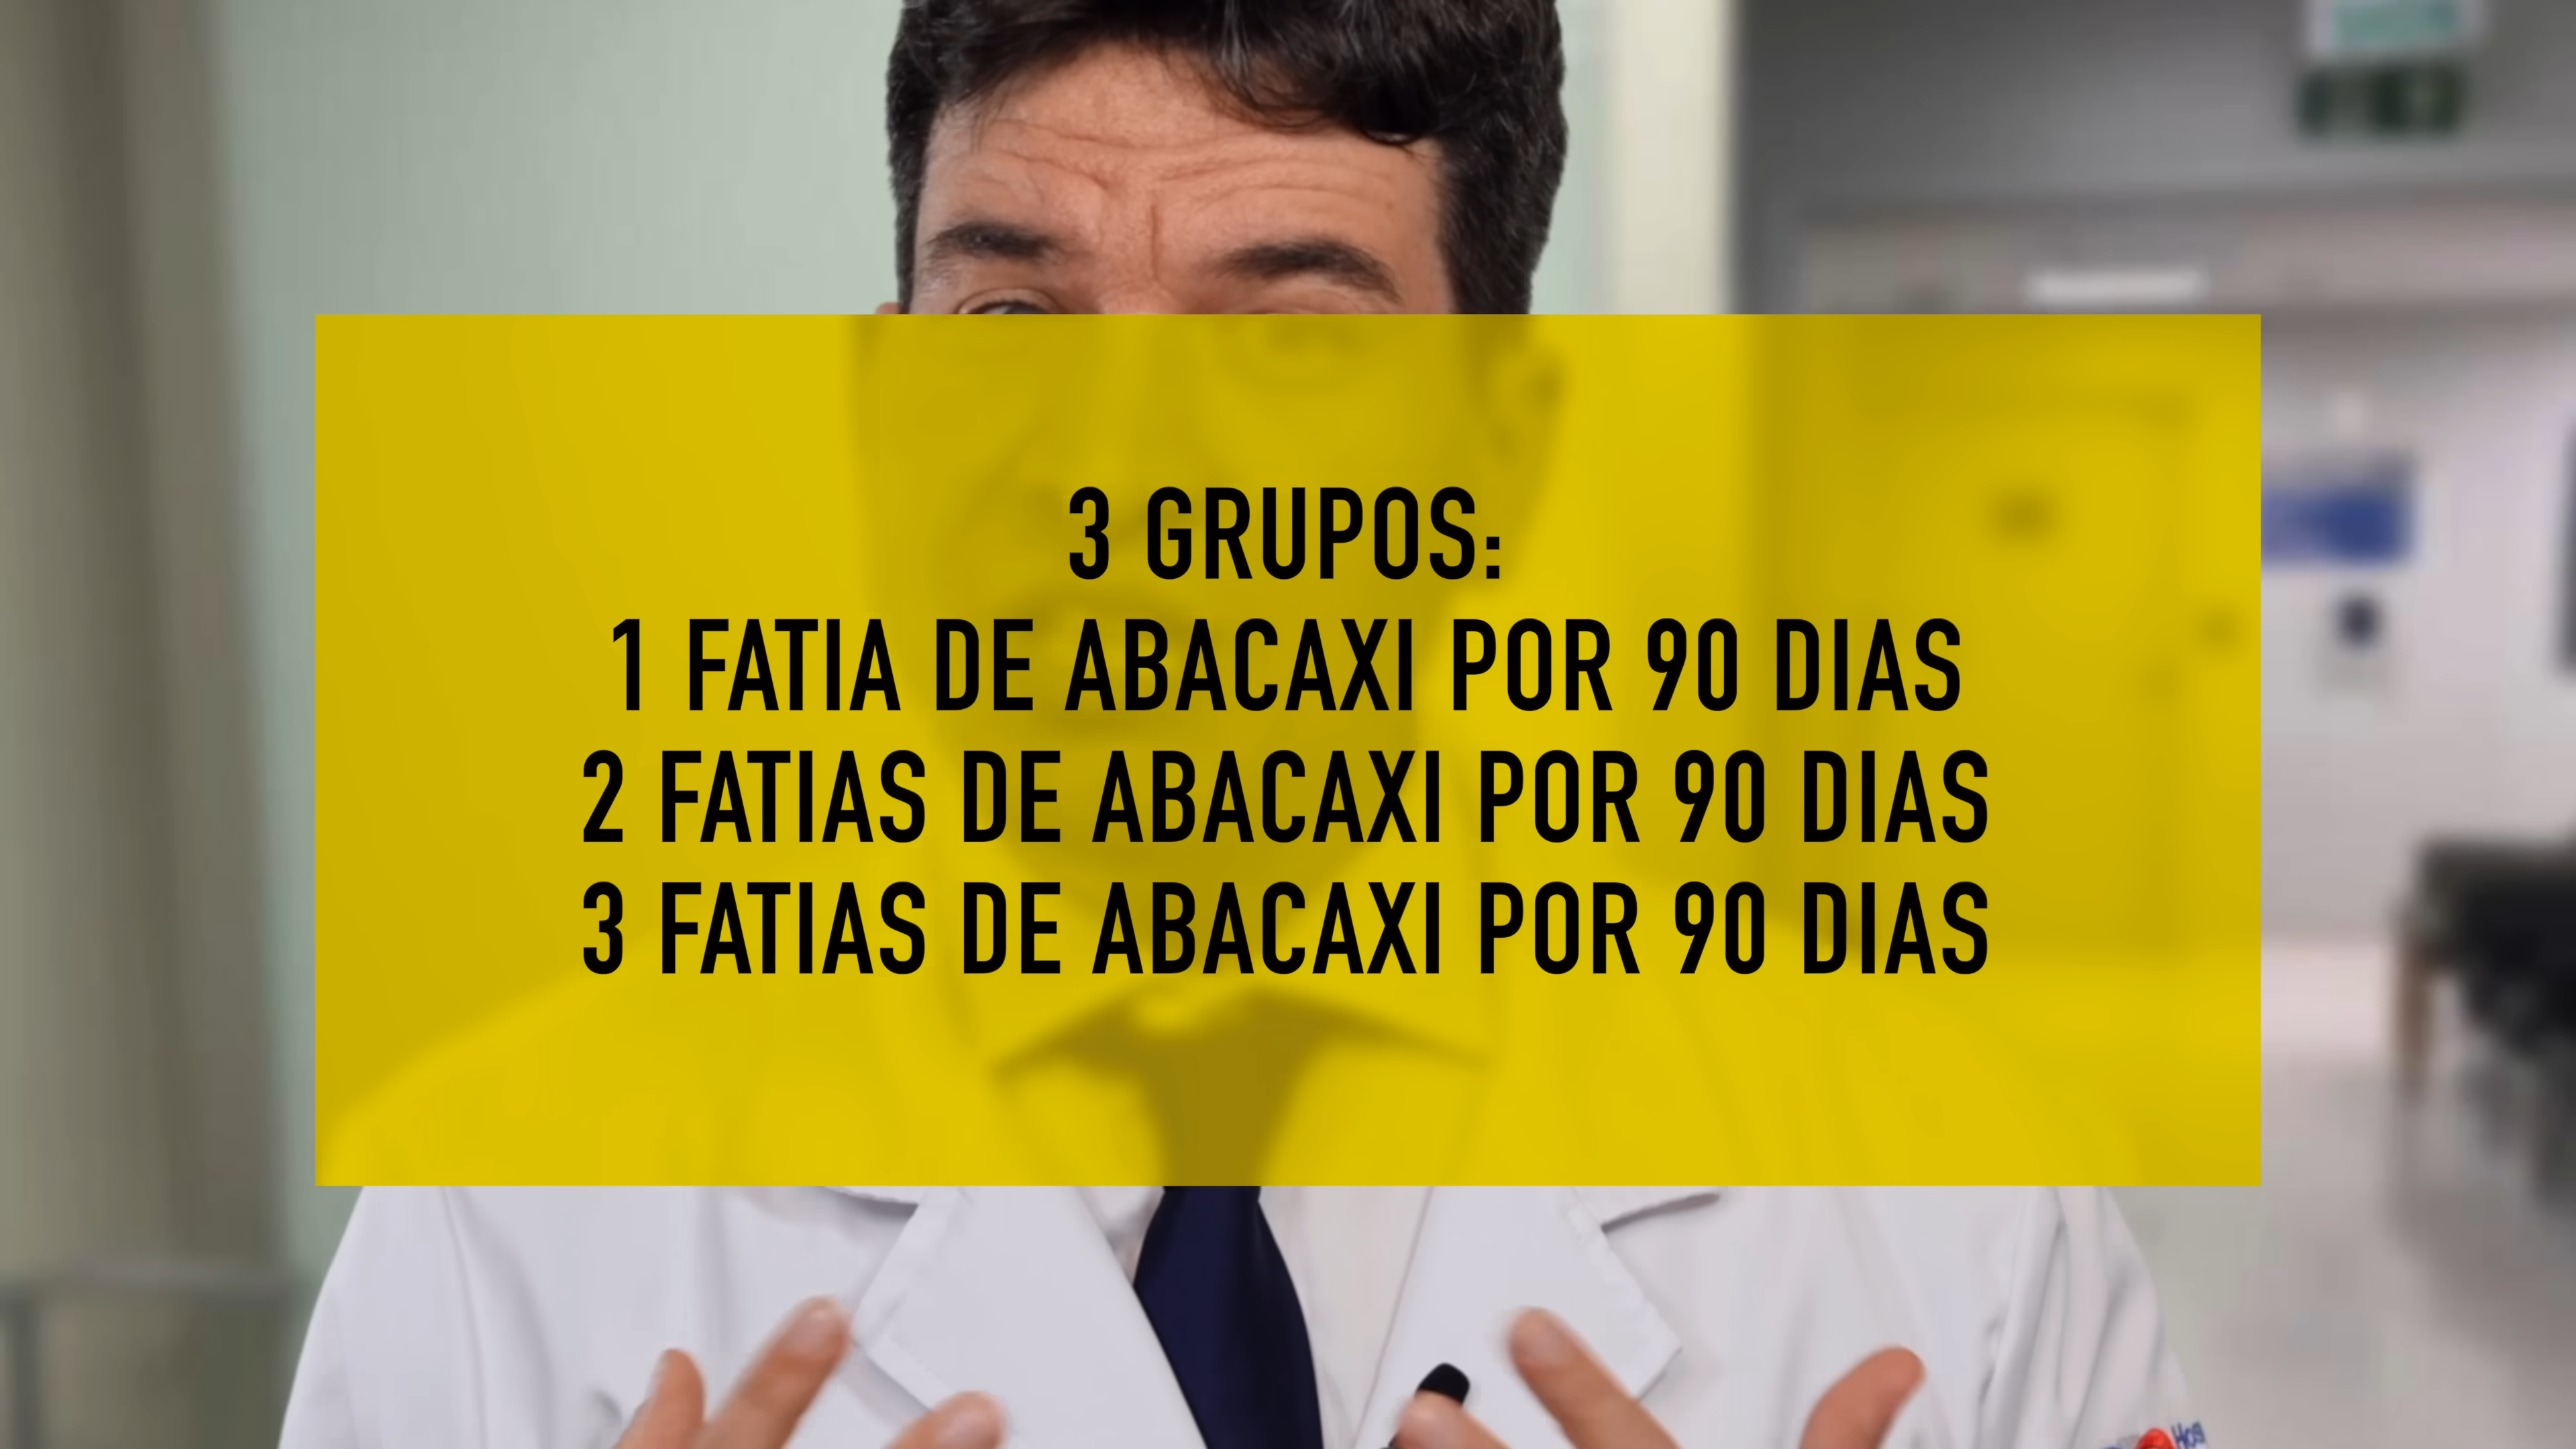 3 GRUPOS:
1 FATIA DE ABACAXI POR 90 DIAS
2 FATIAS DE ABACAXI POR 90 DIAS
3 FATIAS DE ABACAXI POR 90 DIAS